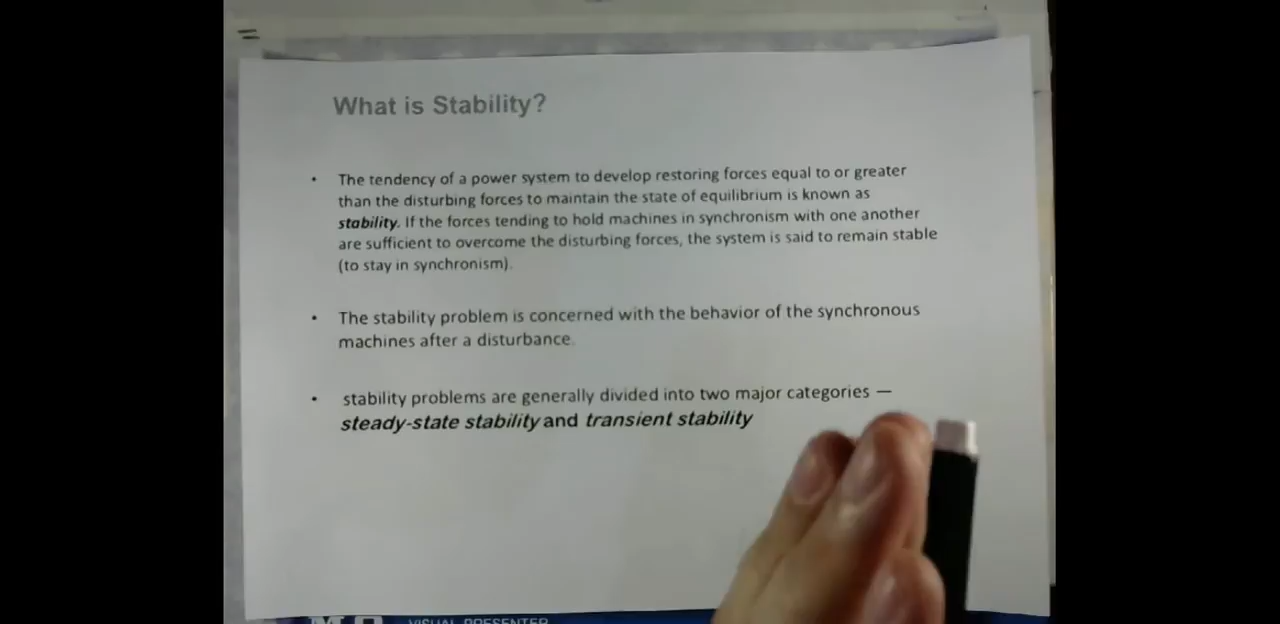 What is Stability?
• The tendency of a power system to develop restoring forces equal to or greater
than the disturbing forces to maintain the state of equilibrium is known as
stability. If the forces tending to hold machines in synchronism with one another
are sufficient to overcome the disturbing forces, the system is said to remain stable
(to stay in synchronism).
• The stability problem is concerned with the behavior of the synchronous
machines after a disturbance.
• stability problems are generally divided into two major categories —
steady-state stability and transient stability
VISUAL PRESENTER